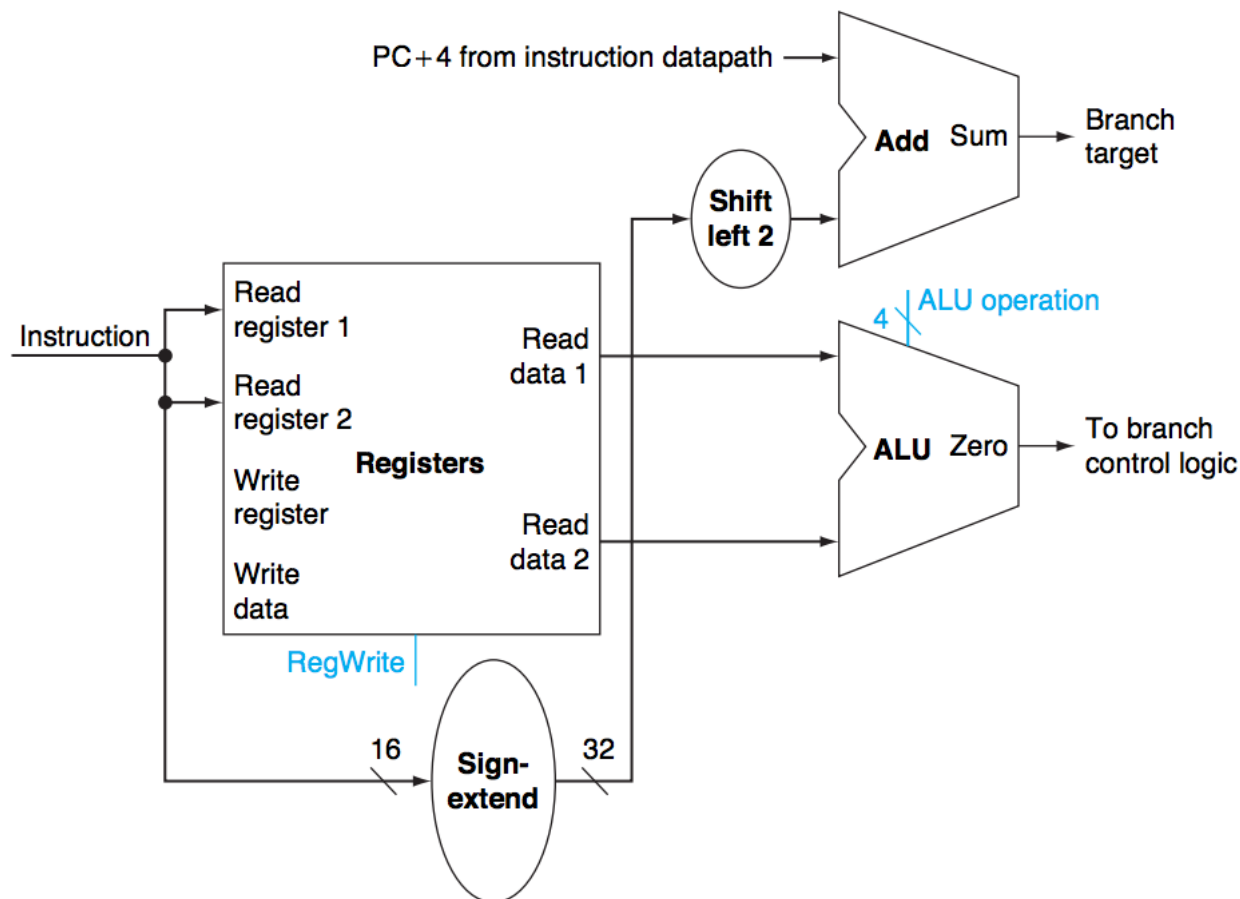 PC+4 from instruction datapath
Add
Sum
Branch
target
Shift
left 2
Instruction
Read
register 1
Read
register 2
Write
register
Write
data
Registers
Read
data 1
Read
data 2
RegWrite
4
ALU operation
ALU
Zero
To branch
control logic
16
Sign-
extend
32